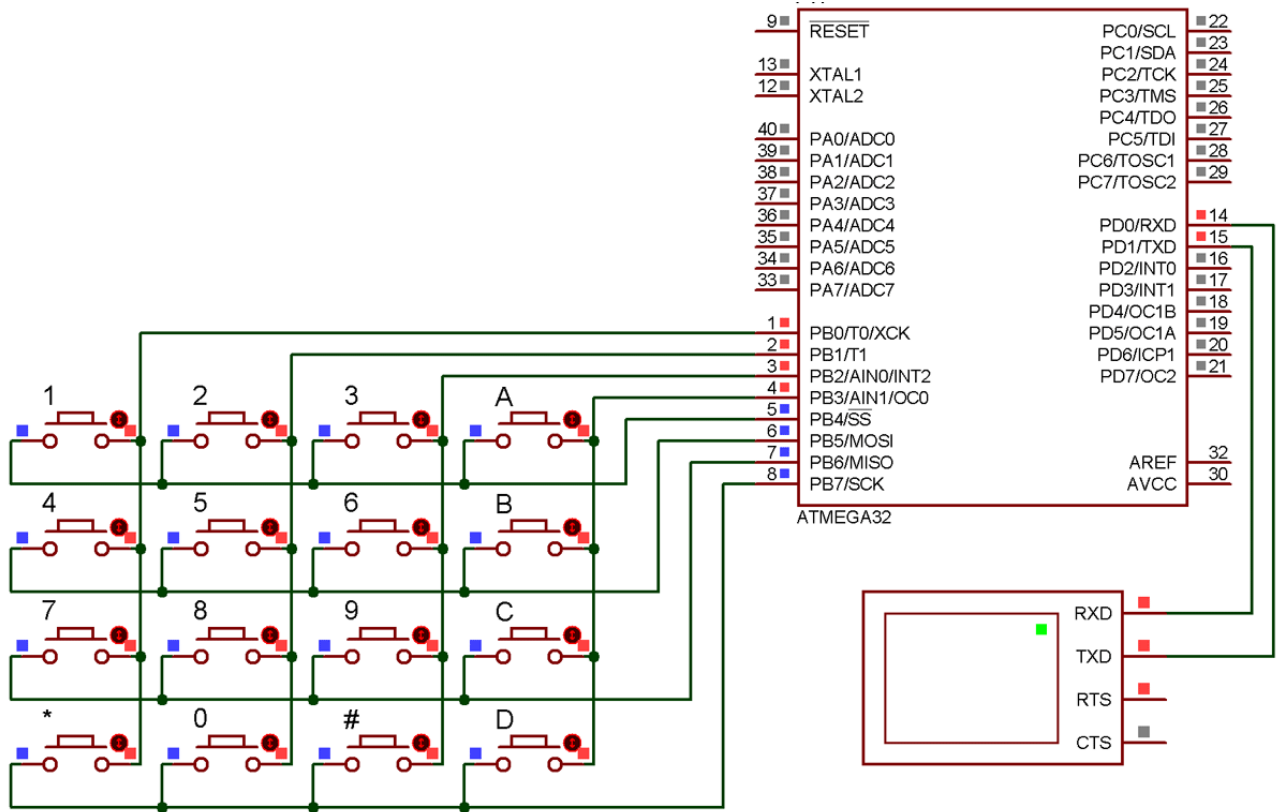 9 RESET PC0/SCL 22
PC1/SDA 23
13 XTAL1 PC2/TCK 24
12 XTAL2 PC3/TMS 25
PC4/TDO 26
40 PA0/ADC0 PC5/TDI 27
39 PA1/ADC1 PC6/TOSC1 28
38 PA2/ADC2 PC7/TOSC2 29
37 PA3/ADC3
36 PA4/ADC4 PD0/RXD 14
35 PA5/ADC5 PD1/TXD 15
34 PA6/ADC6 PD2/INT0 16
33 PA7/ADC7 PD3/INT1 17
PD4/OC1B 18
1 PB0/T0/XCK PD5/OC1A 19
2 PB1/T1 PD6/ICP1 20
3 PB2/AIN0/INT2 PD7/OC2 21
4 PB3/AIN1/OC0
5 PB4/SS
6 PB5/MOSI
7 PB6/MISO AREF 32
8 PB7/SCK AVCC 30
ATMEGA32
1 2 3 A
4 5 6 B
7 8 9 C
* 0 # D
RXD
TXD
RTS
CTS